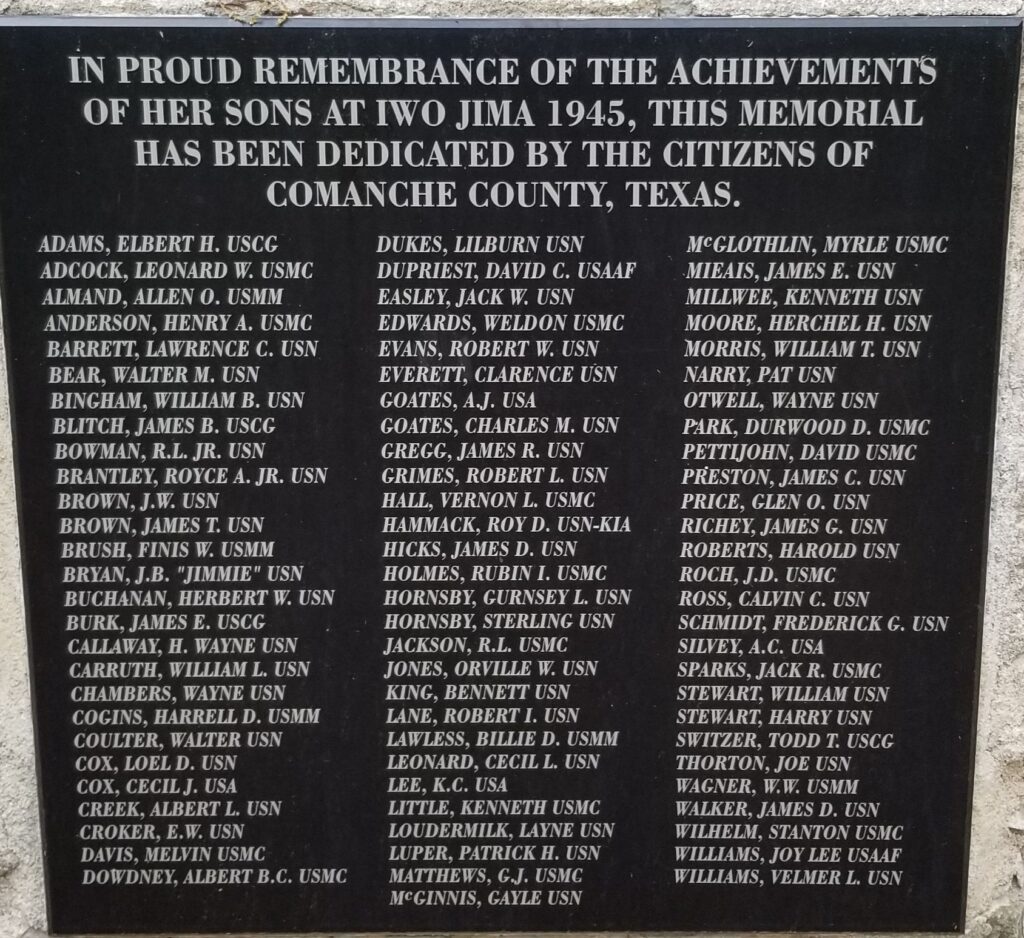 IN PROUD REMEMBRANCE OF THE ACHIEVEMENTS
OF HER SONS AT IWO JIMA 1945, THIS MEMORIAL
HAS BEEN DEDICATED BY THE CITIZENS OF
COMANCHE COUNTY, TEXAS.
ADAMS, ELBERT H. USCG
ADCOCK, LEONARD W. USMC
ALMAND, ALLEN O. USMM
ANDERSON, HENRY A. USMC
BARRETT, LAWRENCE C. USN
BEAR, WALTER M. USN
BINGHAM, WILLIAM B. USN
BLITCH, JAMES B. USCG
BOWMAN, R.L. JR. USN
BRANTLEY, ROYCE A. JR. USN
BROWN, J.W. USN
BROWN, JAMES T. USN
BRUSH, FINIS W. USMM
BRYAN, J.B. "JIMMIE" USN
BUCHANAN, HERBERT W. USN
BURK, JAMES E. USCG
CALLAWAY, H. WAYNE USN
CARRUTH, WILLIAM L. USN
CHAMBERS, WAYNE USN
COGINS, HARRELL D. USMM
COULTER, WALTER USN
COX, LOEL D. USN
COX, CECIL J. USA
CREEK, ALBERT L. USN
CROKER, E.W. USN
DAVIS, MELVIN USMC
DOWDNEY, ALBERT B.C. USMC
DUKES, LILBURN USN
DUPRIEST, DAVID C. USAAF
EASLEY, JACK W. USN
EDWARDS, WELDON USMC
EVANS, ROBERT W. USN
EVERETT, CLARENCE USN
GOATES, A.J. USA
GOATES, CHARLES M. USN
GREGG, JAMES R. USN
GRIMES, ROBERT L. USN
HALL, VERNON L. USMC
HAMMACK, ROY D. USN-KIA
HICKS, JAMES D. USN
HOLMES, RUBIN I. USMC
HORNSBY, GURNSEY L. USN
HORNSBY, STERLING USN
JACKSON, R.L. USMC
JONES, ORVILLE W. USN
KING, BENNETT USN
LANE, ROBERT I. USN
LAWLESS, BILLIE D. USMM
LEONARD, CECIL L. USN
LEE, K.C. USA
LITTLE, KENNETH USMC
LOUDERMILK, LAYNE USN
LUPER, PATRICK H. USN
MATTHEWS, G.J. USMC
McGINNIS, GAYLE USN
McGLOTHLIN, MYRLE USMC
MIEAIS, JAMES E. USN
MILLWEE, KENNETH USN
MOORE, HERCHEL H. USN
MORRIS, WILLIAM T. USN
NARRY, PAT USN
OTWELL, WAYNE USN
PARK, DURWOOD D. USMC
PETTIJOHN, DAVID USMC
PRESTON, JAMES C. USN
PRICE, GLEN O. USN
RICHEY, JAMES G. USN
ROBERTS, HAROLD USN
ROCH, J.D. USMC
ROSS, CALVIN C. USN
SCHMIDT, FREDERICK G. USN
SILVEY, A.C. USA
SPARKS, JACK R. USMC
STEWART, WILLIAM USN
STEWART, HARRY USN
SWITZER, TODD T. USCG
THORTON, JOE USN
WAGNER, W.W. USMM
WALKER, JAMES D. USN
WILHELM, STANTON USMC
WILLIAMS, JOY LEE USAAF
WILLIAMS, VELMER L. USN